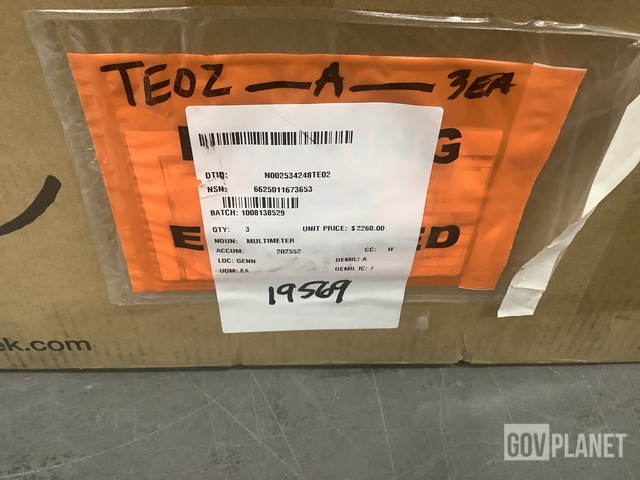 TE02 — A — 3EA
DTID: N002534248TE02
NSN: 6625011673653
BATCH: 1008138529
QTY: 3 UNIT PRICE: $2260.00
NOUN: MULTIMETER
ACCUM: 202552 CC: H
LOC: GENN DEMIL: A
UOM: EA DEMIL IC: 7
19569
ek.com
GOVPLANET